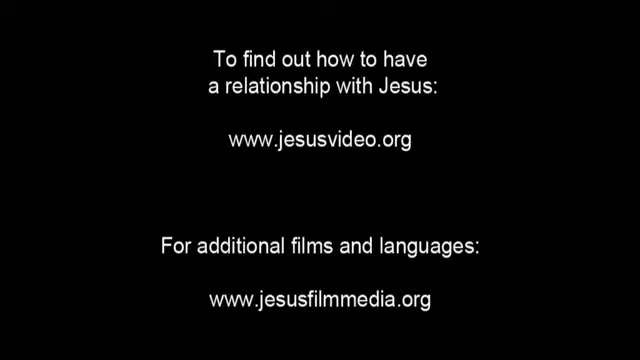 To find out how to have
a relationship with Jesus:
www.jesusvideo.org
For additional films and languages:
www.jesusfilmmedia.org